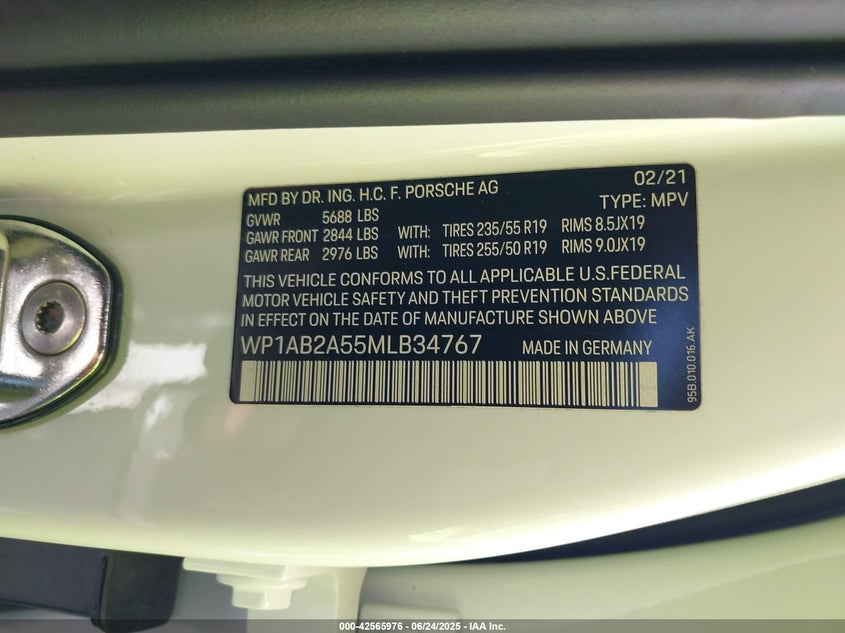 MFD BY DR. ING. H.C. F. PORSCHE AG 02/21
TYPE: MPV
GVWR 5688 LBS
GAWR FRONT 2844 LBS WITH: TIRES 235/55 R19 RIMS 8.5JX19
GAWR REAR 2976 LBS WITH: TIRES 255/50 R19 RIMS 9.0JX19
THIS VEHICLE CONFORMS TO ALL APPLICABLE U.S.FEDERAL
MOTOR VEHICLE SAFETY AND THEFT PREVENTION STANDARDS
IN EFFECT ON THE DATE OF MANUFACTURE SHOWN ABOVE
WP1AB2A55MLB34767 MADE IN GERMANY
95B.010.016.AK
000-42565976 - 06/24/2025 - IAA Inc.